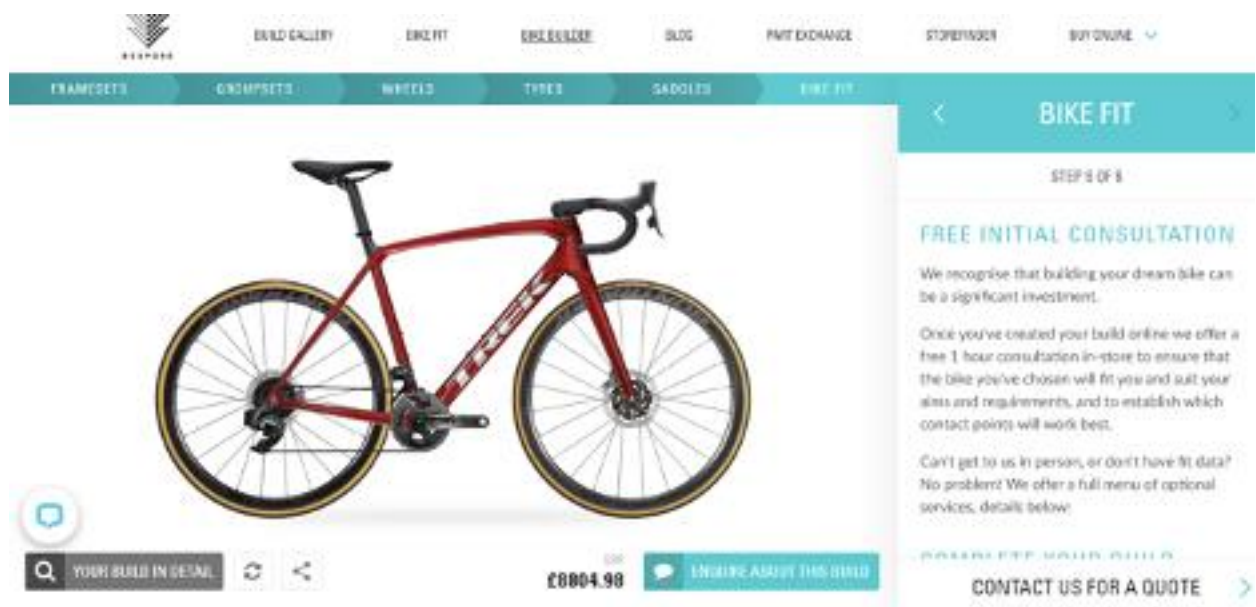 BESPOKE
BUILD GALLERY
BIKE FIT
BIKE BUILDER
BLOG
PART EXCHANGE
STOREFINDER
BUY ONLINE
FRAMESETS
GROUPSETS
WHEELS
TYRES
SADDLES
BIKE FIT
BIKE FIT
STEP 6 OF 6
FREE INITIAL CONSULTATION
We recognise that building your dream bike can
be a significant investment.
Once you've created your build online we offer a
free 1 hour consultation in-store to ensure that
the bike you've chosen will fit you and suit your
aims and requirements, and to establish which
contact points will work best.
Can't get to us in person, or don't have fit data?
No problem! We offer a full menu of optional
services, details below:
COMPLETE YOUR BUILD
TREK
YOUR BUILD IN DETAIL
£8804.98
ENQUIRE ABOUT THIS BUILD
CONTACT US FOR A QUOTE